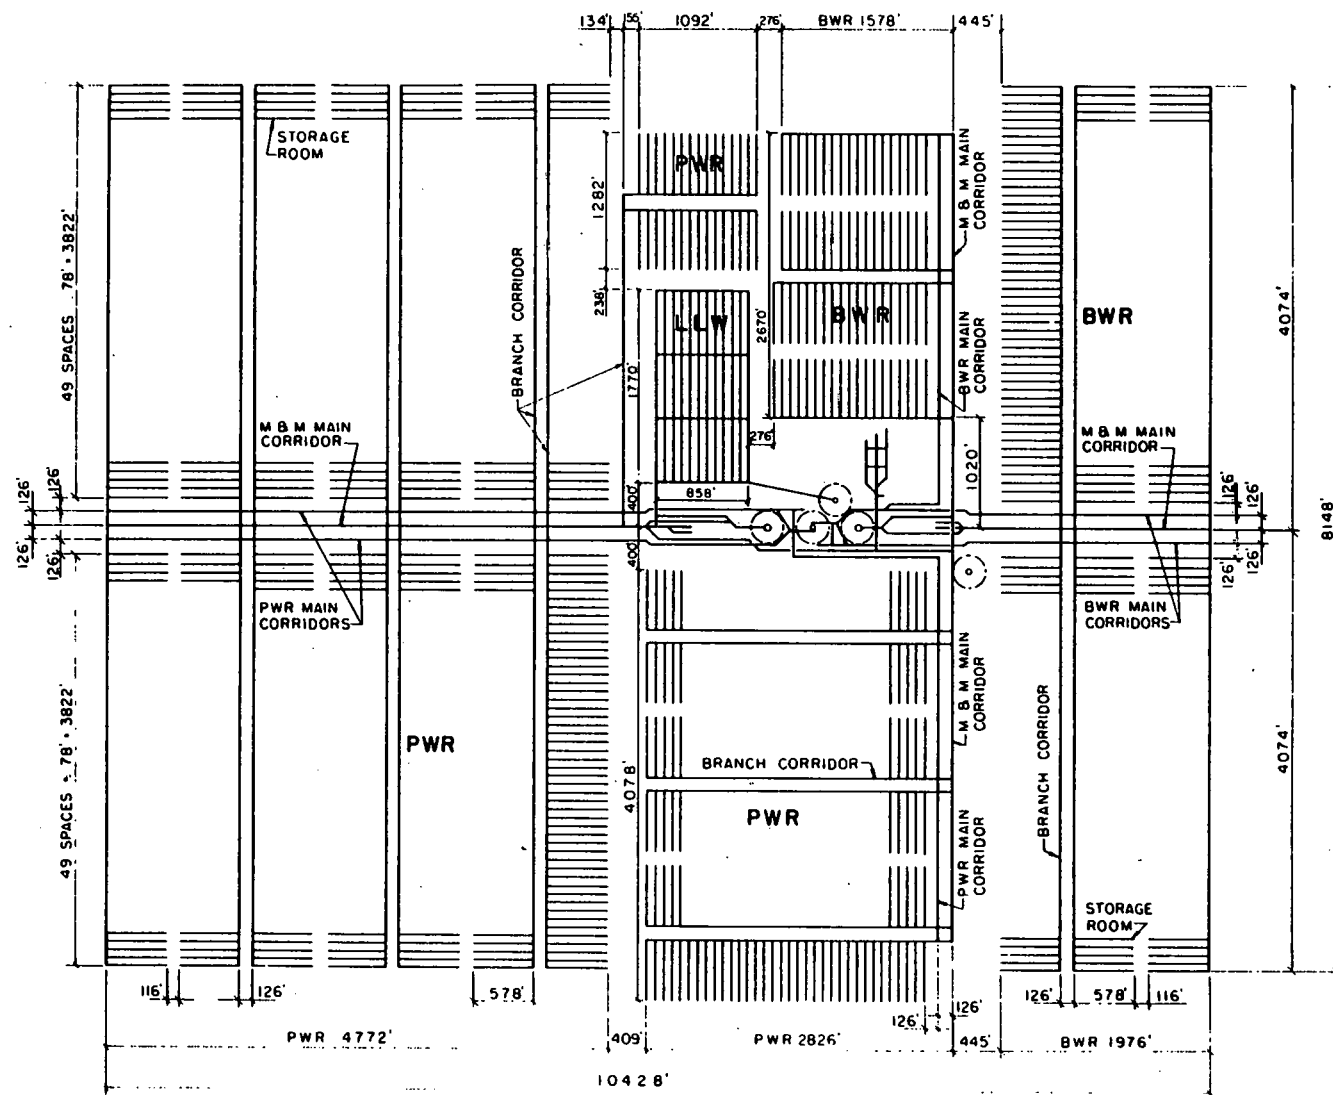 134' 55' 1092' 276' BWR 1578' 445'
STORAGE
ROOM
PWR
1282'
M & M MAIN
CORRIDOR
49 SPACES - 78' = 3822'
BRANCH CORRIDOR
238'
LLW
2670'
BWR
BWR
4074'
1770'
BWR MAIN
CORRIDOR
M & M MAIN
CORRIDOR
276'
M & M MAIN
CORRIDOR
1020'
126' 126'
400' 858'
126' 126'
8148'
126' 126'
400'
126' 126'
PWR MAIN
CORRIDORS
BWR MAIN
CORRIDORS
M & M MAIN
CORRIDOR
49 SPACES - 78' = 3822'
PWR
4078'
BRANCH CORRIDOR
PWR
PWR MAIN
CORRIDOR
BRANCH CORRIDOR
4074'
STORAGE
ROOM
116' 126' 578'
126' 126'
126' 578' 116'
PWR 4772' 409' PWR 2826' 445' BWR 1976'
10428'